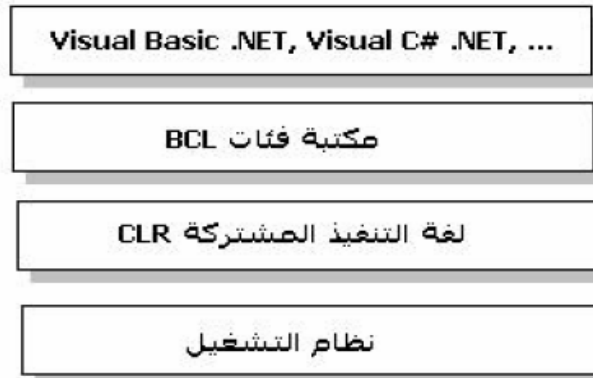 Visual Basic .NET, Visual C# .NET, ...
مكتبة فئات BCL
لغة التنفيذ المشتركة CLR
نظام التشغيل